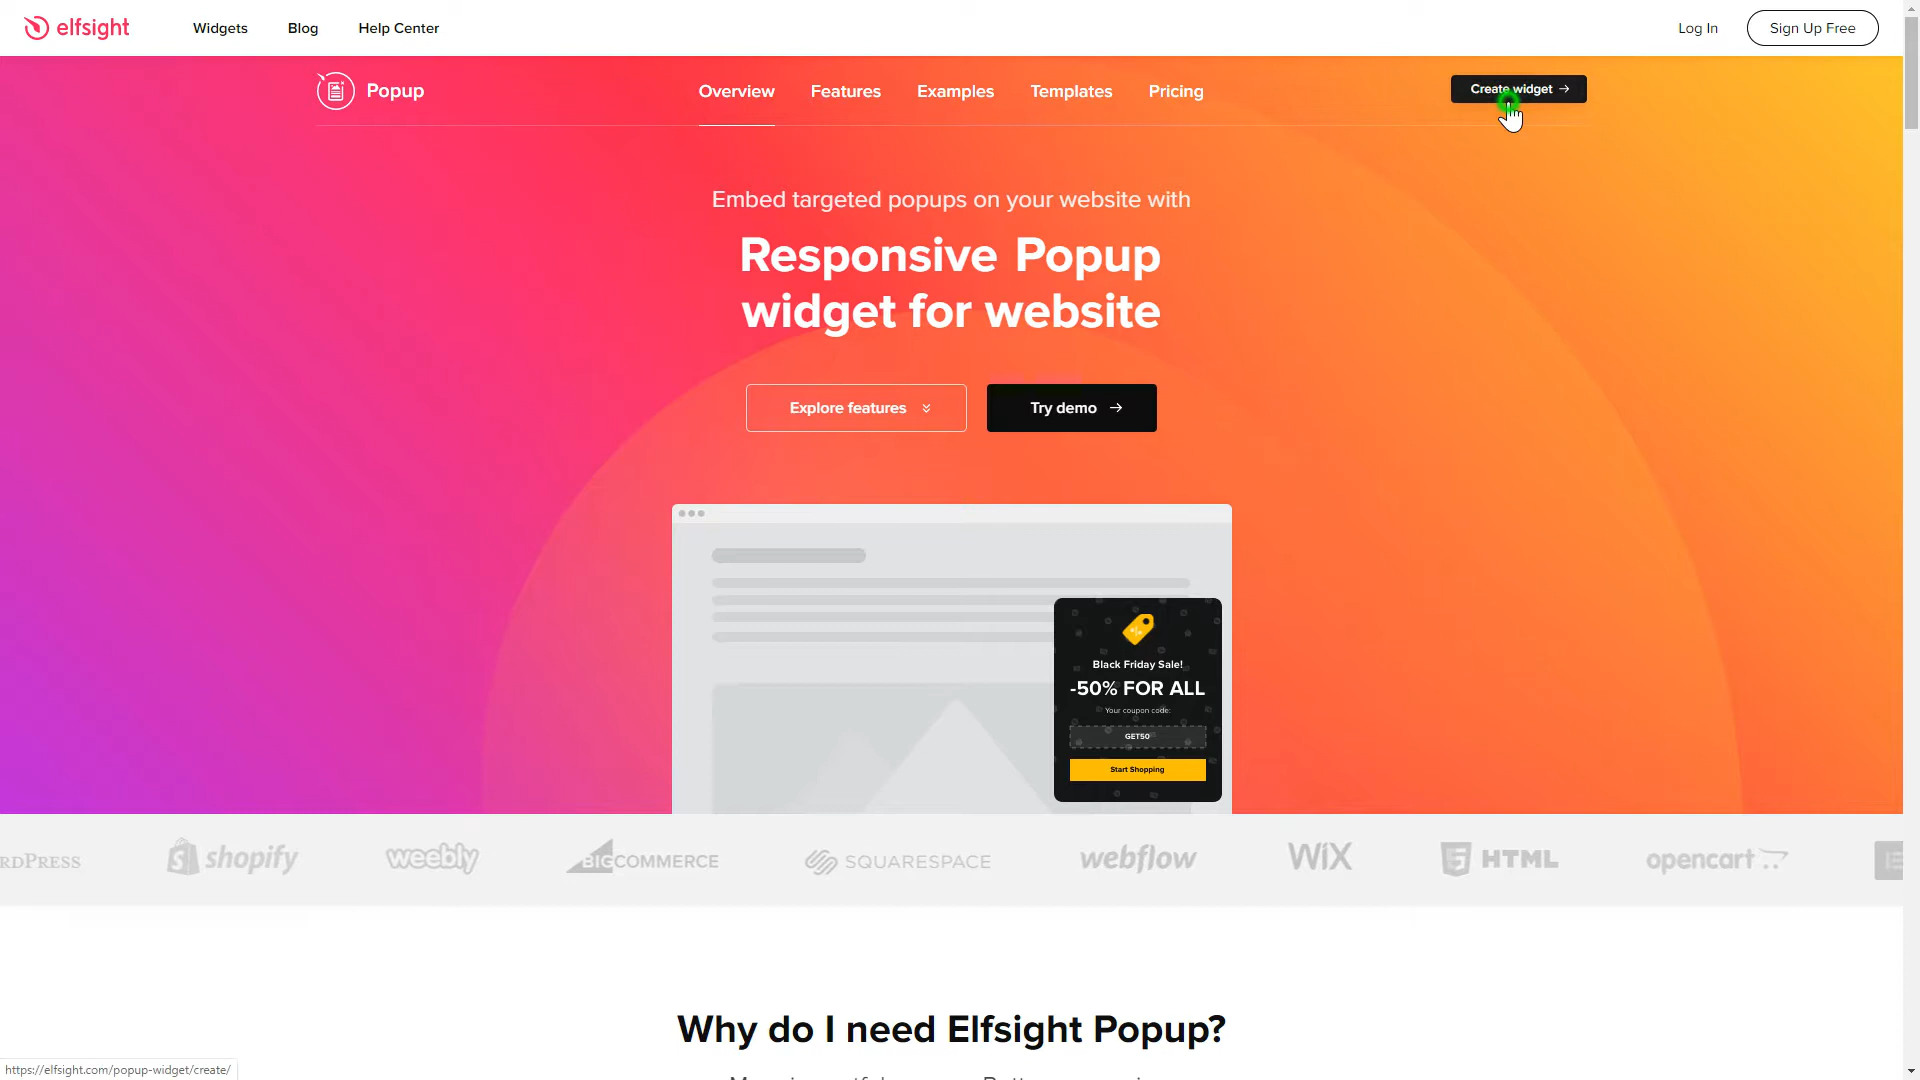 elfsight
Widgets
Blog
Help Center
Log In
Sign Up Free
Popup
Overview
Features
Examples
Templates
Pricing
Create widget →
Embed targeted popups on your website with
Responsive Popup
widget for website
Explore features
Try demo →
Black Friday Sale!
-50% FOR ALL
Your coupon code:
GET50
Start Shopping
RDPRESS
shopify
weebly
BIGCOMMERCE
SQUARESPACE
webflow
WiX
HTML
opencart
Why do I need Elfsight Popup?
https://elfsight.com/popup-widget/create/